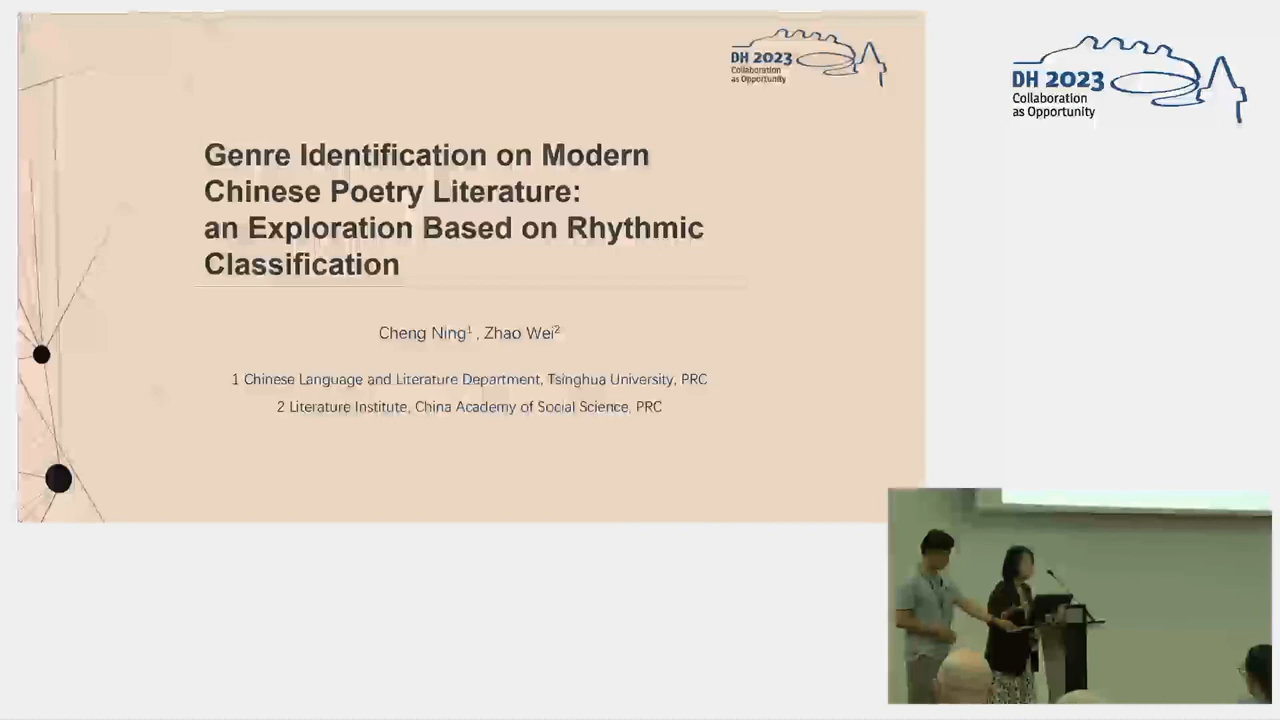 DH 2023
Collaboration
as Opportunity
Genre Identification on Modern
Chinese Poetry Literature:
an Exploration Based on Rhythmic
Classification
Cheng Ning¹ , Zhao Wei²
1 Chinese Language and Literature Department, Tsinghua University, PRC
2 Literature Institute, China Academy of Social Science, PRC
DH 2023
Collaboration
as Opportunity